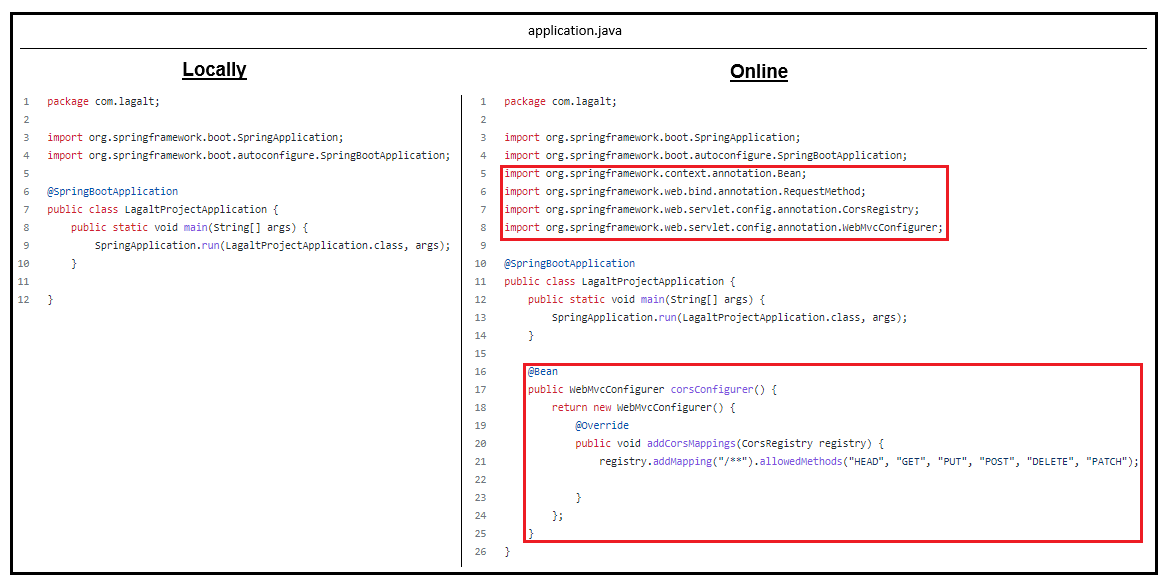 application.java
Locally
1 package com.lagalt;
2
3 import org.springframework.boot.SpringApplication;
4 import org.springframework.boot.autoconfigure.SpringBootApplication;
5
6 @SpringBootApplication
7 public class LagaltProjectApplication {
8     public static void main(String[] args) {
9         SpringApplication.run(LagaltProjectApplication.class, args);
10     }
11
12 }
Online
1 package com.lagalt;
2
3 import org.springframework.boot.SpringApplication;
4 import org.springframework.boot.autoconfigure.SpringBootApplication;
5 import org.springframework.context.annotation.Bean;
6 import org.springframework.web.bind.annotation.RequestMethod;
7 import org.springframework.web.servlet.config.annotation.CorsRegistry;
8 import org.springframework.web.servlet.config.annotation.WebMvcConfigurer;
9
10 @SpringBootApplication
11 public class LagaltProjectApplication {
12     public static void main(String[] args) {
13         SpringApplication.run(LagaltProjectApplication.class, args);
14     }
15
16     @Bean
17     public WebMvcConfigurer corsConfigurer() {
18         return new WebMvcConfigurer() {
19             @Override
20             public void addCorsMappings(CorsRegistry registry) {
21                 registry.addMapping("/**").allowedMethods("HEAD", "GET", "PUT", "POST", "DELETE", "PATCH");
22
23             }
24         };
25     }
26 }